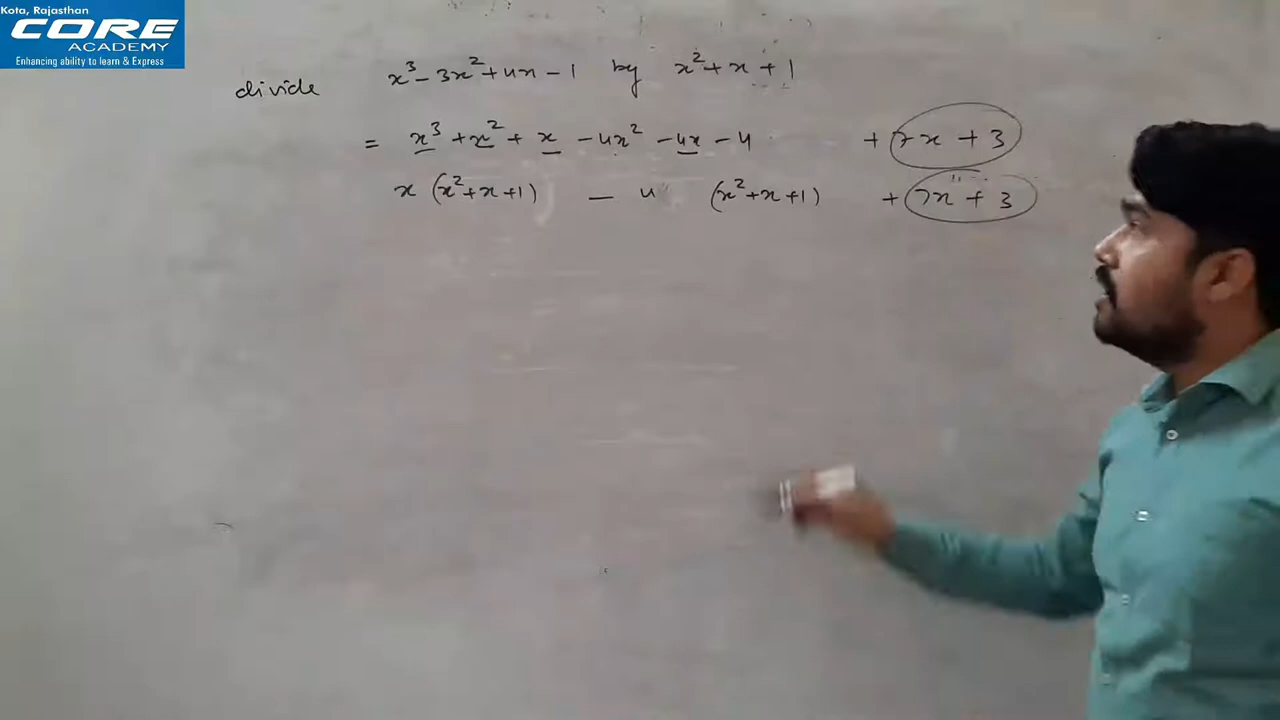 Kota, Rajasthan
CORE
ACADEMY
Enhancing ability to learn & Express
divide x³ - 3x² + 4x - 1 by x² + x + 1
= x³ + x² + x - 4x² - 4x - 4 + 7x + 3
x (x² + x + 1) - 4 (x² + x + 1) + 7x + 3